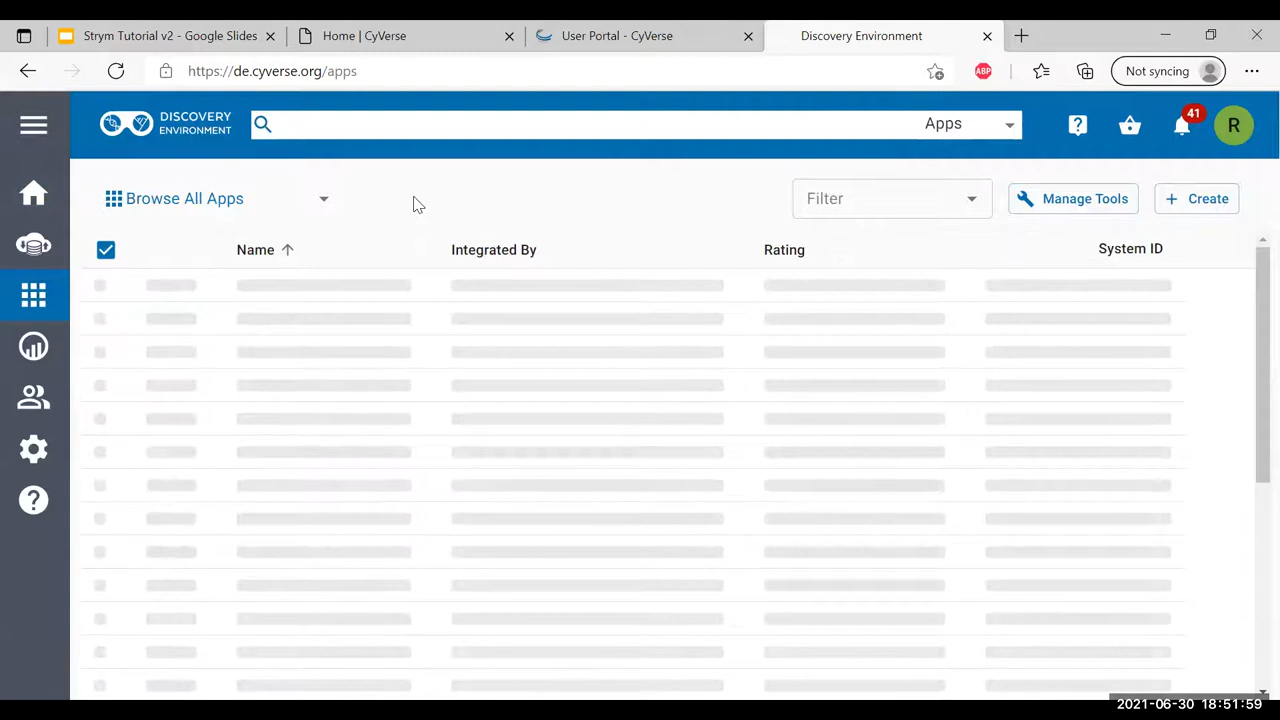 Strym Tutorial v2 - Google Slides
Home | CyVerse
User Portal - CyVerse
Discovery Environment
https://de.cyverse.org/apps
ABP
Not syncing
DISCOVERY
ENVIRONMENT
Apps
41
R
Browse All Apps
Filter
Manage Tools
+ Create
Name
Integrated By
Rating
System ID
2021-06-30 18:51:59